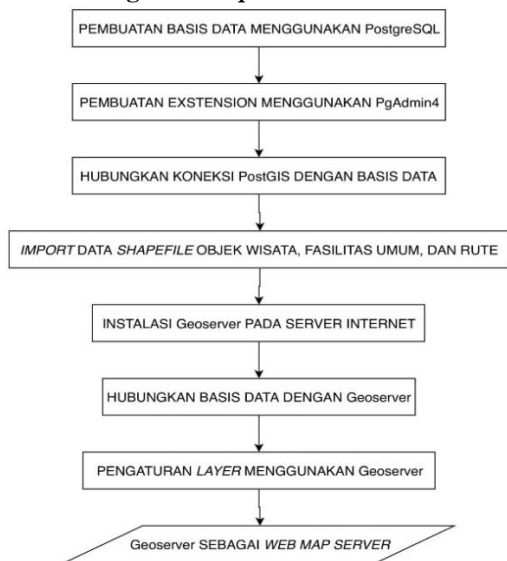 PEMBUATAN BASIS DATA MENGGUNAKAN PostgreSQL
PEMBUATAN EXSTENSION MENGGUNAKAN PgAdmin4
HUBUNGKAN KONEKSI PostGIS DENGAN BASIS DATA
IMPORT DATA SHAPEFILE OBJEK WISATA, FASILITAS UMUM, DAN RUTE
INSTALASI Geoserver PADA SERVER INTERNET
HUBUNGKAN BASIS DATA DENGAN Geoserver
PENGATURAN LAYER MENGGUNAKAN Geoserver
Geoserver SEBAGAI WEB MAP SERVER